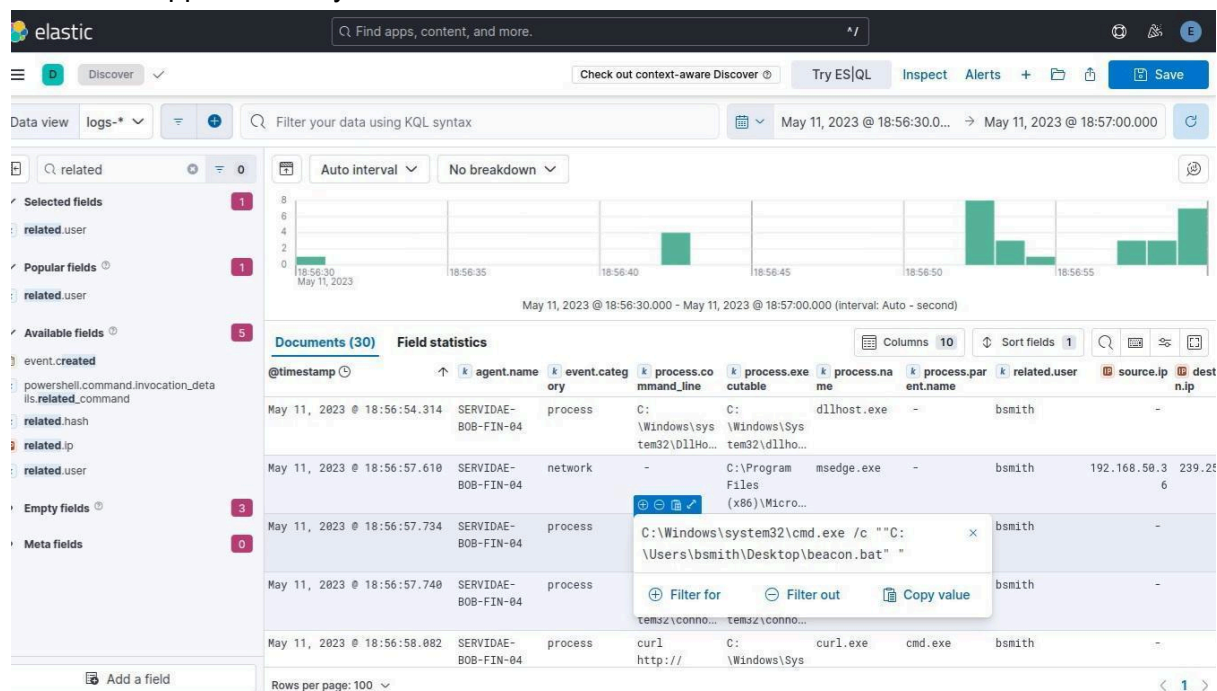 elastic
Find apps, content, and more.
^/
E
D
Discover
Check out context-aware Discover
Try ES|QL
Inspect
Alerts
Save
Data view
logs-*
Filter your data using KQL syntax
May 11, 2023 @ 18:56:30.0...
→
May 11, 2023 @ 18:57:00.000
related
0
Auto interval
No breakdown
Selected fields
1
related.user
Popular fields
1
related.user
Available fields
5
event.created
powershell.command.invocation_deta
ils.related_command
related.hash
related.ip
related.user
Empty fields
3
Meta fields
0
Add a field
8
6
4
2
0
18:56:30
May 11, 2023
18:56:35
18:56:40
18:56:45
18:56:50
18:56:55
May 11, 2023 @ 18:56:30.000 - May 11, 2023 @ 18:57:00.000 (interval: Auto - second)
Documents (30)
Field statistics
Columns 10
Sort fields 1
@timestamp
k agent.name
k event.categ
ory
k process.co
mmand_line
k process.exe
cutable
k process.na
me
k process.par
ent.name
k related.user
IP source.ip
IP dest
n.ip
May 11, 2023 @ 18:56:54.314
SERVIDAE-
BOB-FIN-04
process
C:
\Windows\sys
tem32\DllHo...
C:
\Windows\Sys
tem32\dllho...
dllhost.exe
-
bsmith
-
May 11, 2023 @ 18:56:57.610
SERVIDAE-
BOB-FIN-04
network
-
C:\Program
Files
(x86)\Micro...
msedge.exe
-
bsmith
192.168.50.3
6
239.25
May 11, 2023 @ 18:56:57.734
SERVIDAE-
BOB-FIN-04
process
C:\Windows\system32\cmd.exe /c ""C:
\Users\bsmith\Desktop\beacon.bat" "
Filter for
Filter out
Copy value
bsmith
-
May 11, 2023 @ 18:56:57.740
SERVIDAE-
BOB-FIN-04
process
tem32\conho...
tem32\conho...
bsmith
-
May 11, 2023 @ 18:56:58.082
SERVIDAE-
BOB-FIN-04
process
curl
http://
C:
\Windows\Sys
curl.exe
cmd.exe
bsmith
-
Rows per page: 100
< 1 >